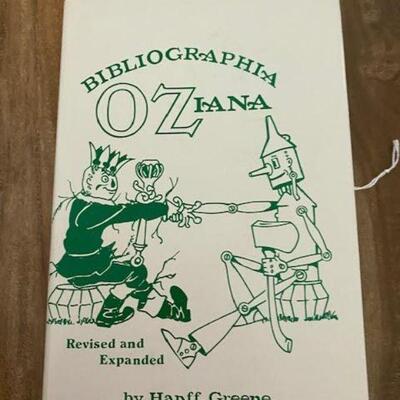 BIBLIOGRAPHIA
OZIANA
Revised and
Expanded
by Hanff Greene